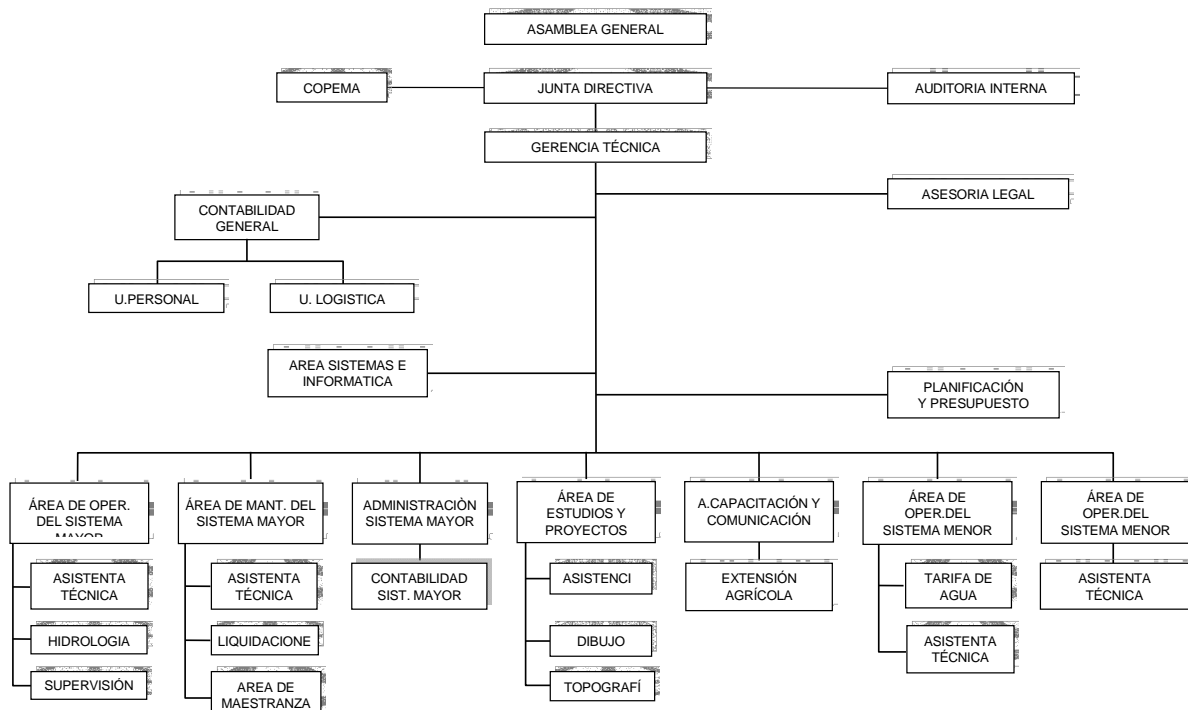 ASAMBLEA GENERAL
COPEMA
JUNTA DIRECTIVA
AUDITORIA INTERNA
GERENCIA TÉCNICA
ASESORIA LEGAL
CONTABILIDAD
GENERAL
U.PERSONAL
U. LOGISTICA
AREA SISTEMAS E
INFORMATICA
PLANIFICACIÓN
Y PRESUPUESTO
ÁREA DE OPER.
DEL SISTEMA
MAYOR
ÁREA DE MANT. DEL
SISTEMA MAYOR
ADMINISTRACIÒN
SISTEMA MAYOR
ÁREA DE
ESTUDIOS Y
PROYECTOS
A.CAPACITACIÓN Y
COMUNICACIÓN
ÁREA DE
OPER.DEL
SISTEMA MENOR
ÁREA DE
OPER.DEL
SISTEMA MENOR
ASISTENTA
TÉCNICA
HIDROLOGIA
SUPERVISIÓN
ASISTENTA
TÉCNICA
LIQUIDACIONE
AREA DE
MAESTRANZA
CONTABILIDAD
SIST. MAYOR
ASISTENCI
DIBUJO
TOPOGRAFÍ
EXTENSIÓN
AGRÍCOLA
TARIFA DE
AGUA
ASISTENTA
TÉCNICA
ASISTENTA
TÉCNICA